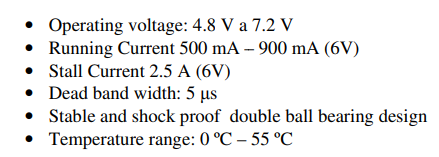 • Operating voltage: 4.8 V a 7.2 V
• Running Current 500 mA – 900 mA (6V)
• Stall Current 2.5 A (6V)
• Dead band width: 5 μs
• Stable and shock proof double ball bearing design
• Temperature range: 0 ºC – 55 ºC